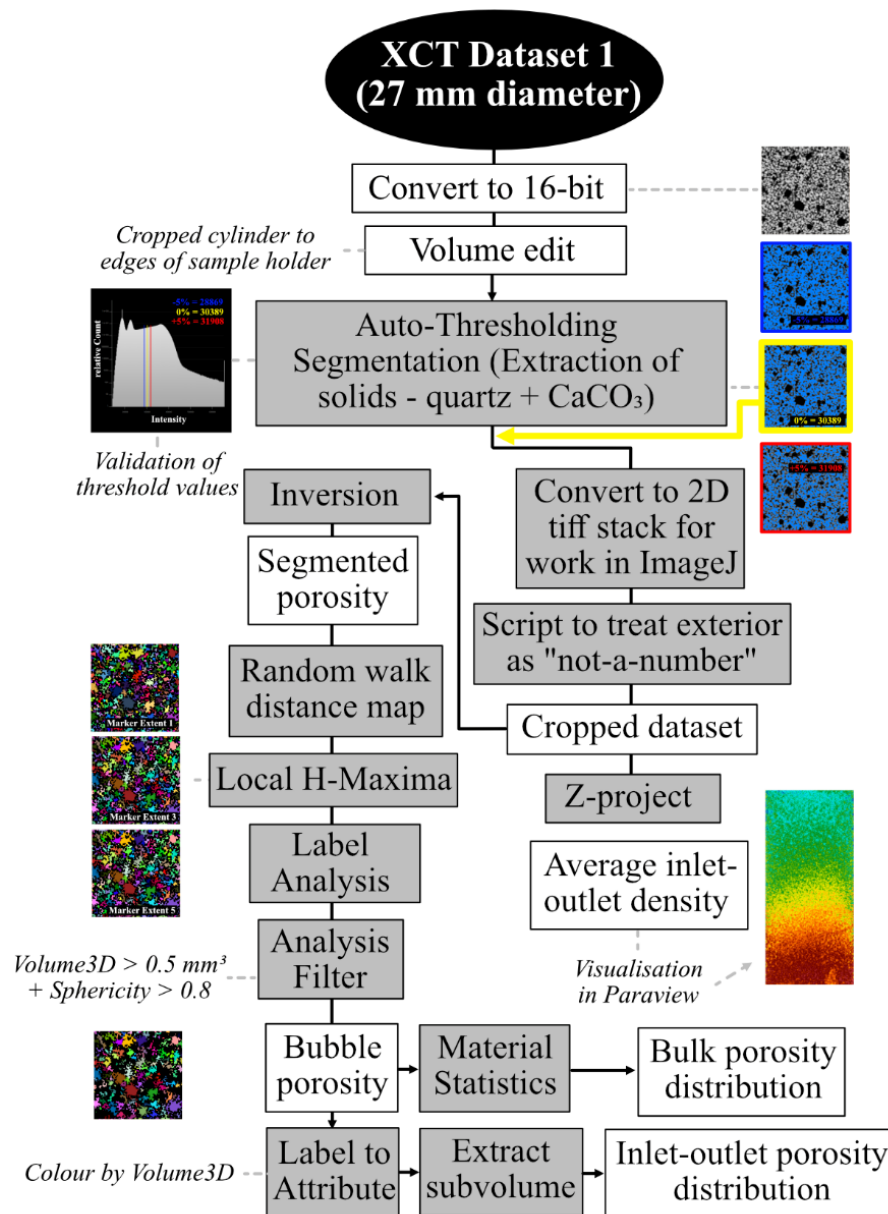 XCT Dataset 1
(27 mm diameter)
Convert to 16-bit
Cropped cylinder to
edges of sample holder
Volume edit
-5% = 28869
0% = 30389
+5% = 31908
relative Count
Intensity
Validation of
threshold values
Auto-Thresholding
Segmentation (Extraction of
solids - quartz + CaCO₃)
-5% = 28869
0% = 30389
+5% = 31908
Convert to 2D
tiff stack for
work in ImageJ
Script to treat exterior
as "not-a-number"
Cropped dataset
Z-project
Average inlet-
outlet density
Visualisation
in Paraview
Inversion
Segmented
porosity
Random walk
distance map
Marker Extent 1
Marker Extent 3
Marker Extent 5
Local H-Maxima
Label
Analysis
Analysis
Filter
Volume3D > 0.5 mm³
+ Sphericity > 0.8
Bubble
porosity
Material
Statistics
Bulk porosity
distribution
Colour by Volume3D
Label to
Attribute
Extract
subvolume
Inlet-outlet porosity
distribution